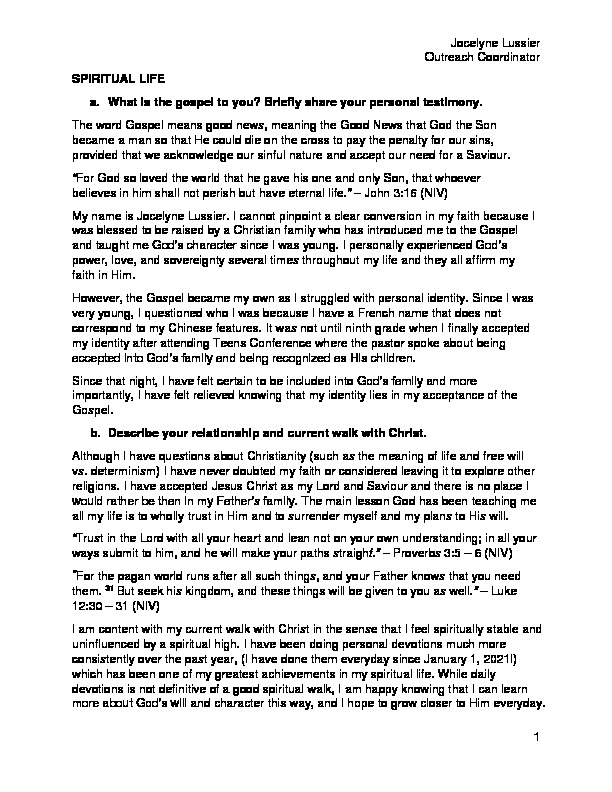 Jocelyne Lussier
Outreach Coordinator
SPIRITUAL LIFE
a. What is the gospel to you? Briefly share your personal testimony.
The word Gospel means good news, meaning the Good News that God the Son
became a man so that He could die on the cross to pay the penalty for our sins,
provided that we acknowledge our sinful nature and accept our need for a Saviour.
“For God so loved the world that he gave his one and only Son, that whoever
believes in him shall not perish but have eternal life.” – John 3:16 (NIV)
My name is Jocelyne Lussier. I cannot pinpoint a clear conversion in my faith because I
was blessed to be raised by a Christian family who has introduced me to the Gospel
and taught me God’s character since I was young. I personally experienced God’s
power, love, and sovereignty several times throughout my life and they all affirm my
faith in Him.
However, the Gospel became my own as I struggled with personal identity. Since I was
very young, I questioned who I was because I have a French name that does not
correspond to my Chinese features. It was not until ninth grade when I finally accepted
my identity after attending Teens Conference where the pastor spoke about being
accepted into God’s family and being recognized as His children.
Since that night, I have felt certain to be included into God’s family and more
importantly, I have felt relieved knowing that my identity lies in my acceptance of the
Gospel.
b. Describe your relationship and current walk with Christ.
Although I have questions about Christianity (such as the meaning of life and free will
vs. determinism) I have never doubted my faith or considered leaving it to explore other
religions. I have accepted Jesus Christ as my Lord and Saviour and there is no place I
would rather be then in my Father’s family. The main lesson God has been teaching me
all my life is to wholly trust in Him and to surrender myself and my plans to His will.
“Trust in the Lord with all your heart and lean not on your own understanding; in all your
ways submit to him, and he will make your paths straight.” – Proverbs 3:5 – 6 (NIV)
“For the pagan world runs after all such things, and your Father knows that you need
them. 31 But seek his kingdom, and these things will be given to you as well.” – Luke
12:30 – 31 (NIV)
I am content with my current walk with Christ in the sense that I feel spiritually stable and
uninfluenced by a spiritual high. I have been doing personal devotions much more
consistently over the past year, (I have done them everyday since January 1, 2021!)
which has been one of my greatest achievements in my spiritual life. While daily
devotions is not definitive of a good spiritual walk, I am happy knowing that I can learn
more about God’s will and character this way, and I hope to grow closer to Him everyday.
1